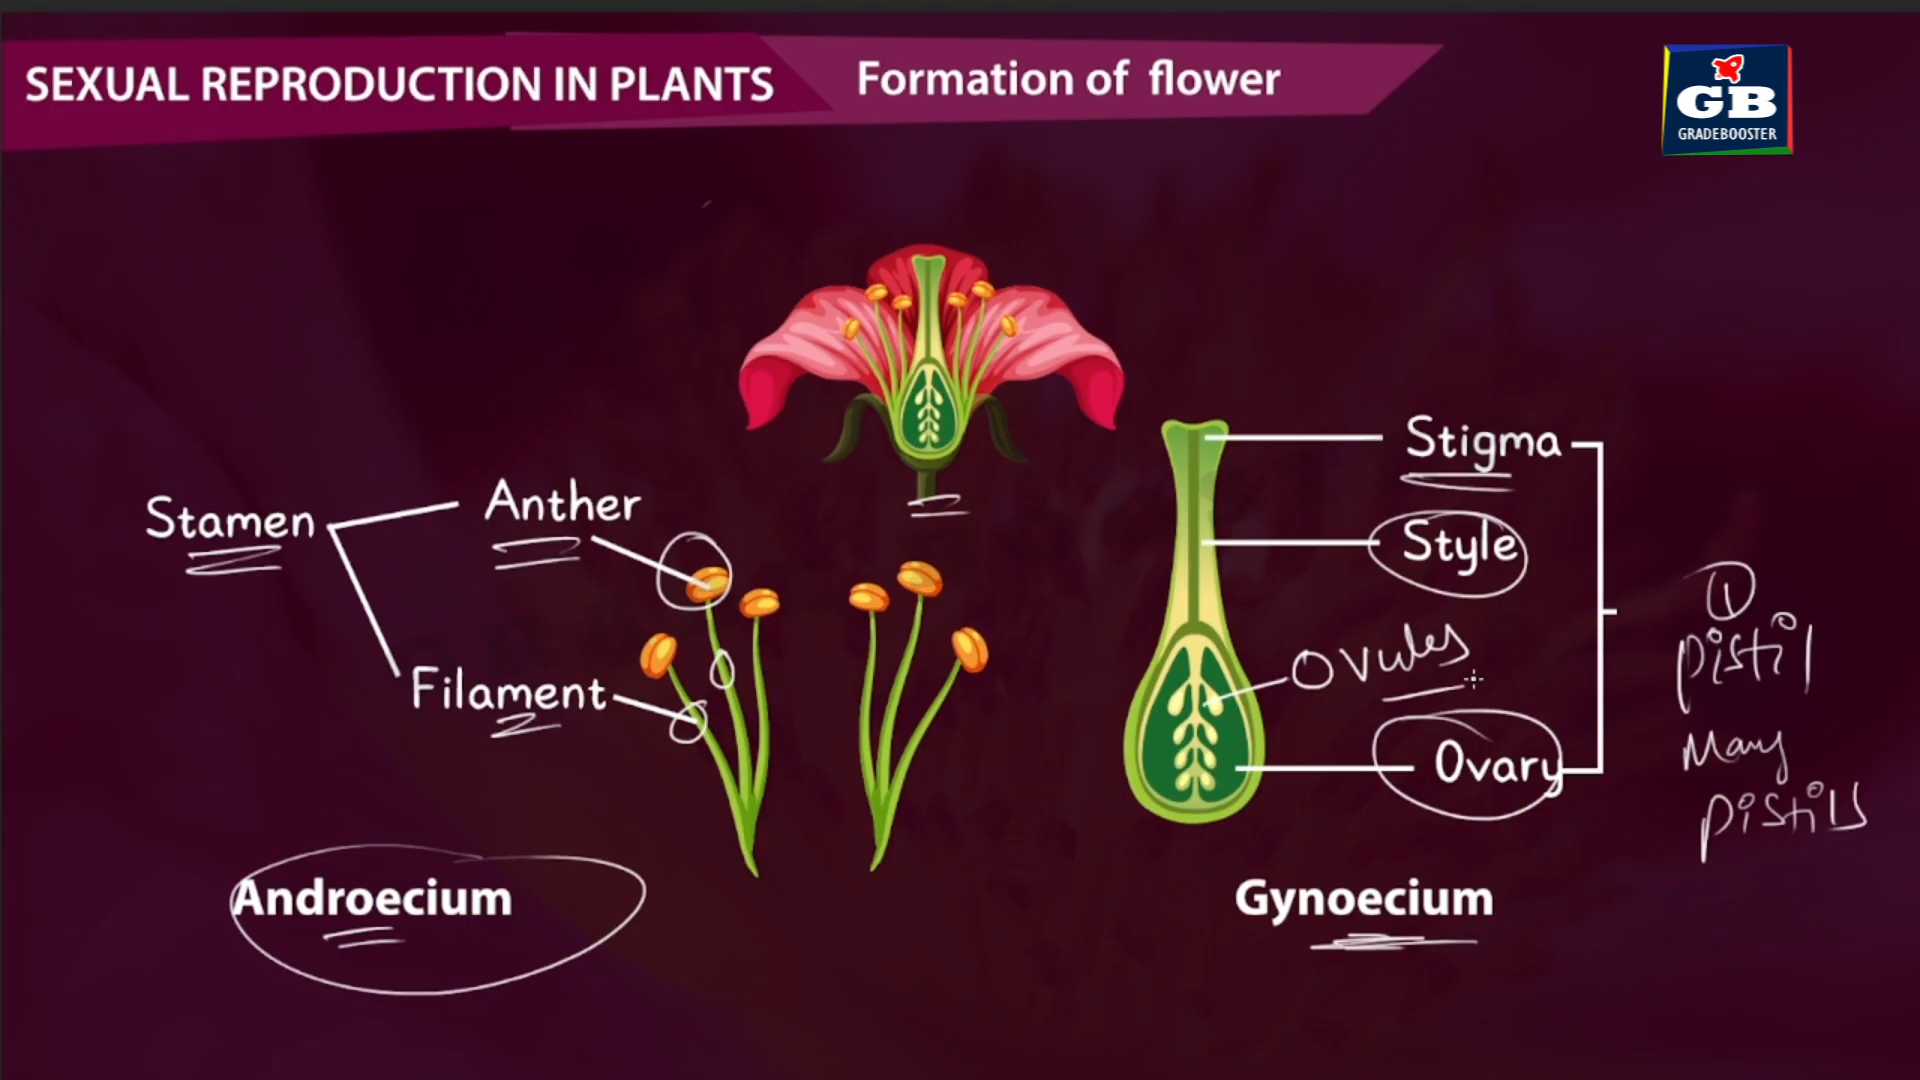 SEXUAL REPRODUCTION IN PLANTS
Formation of flower
GB
GRADEBOOSTER
Stamen
Anther
Filament
Androecium
Stigma
Style
Ovules
Ovary
Gynoecium
1
Pistil
Many
Pistils